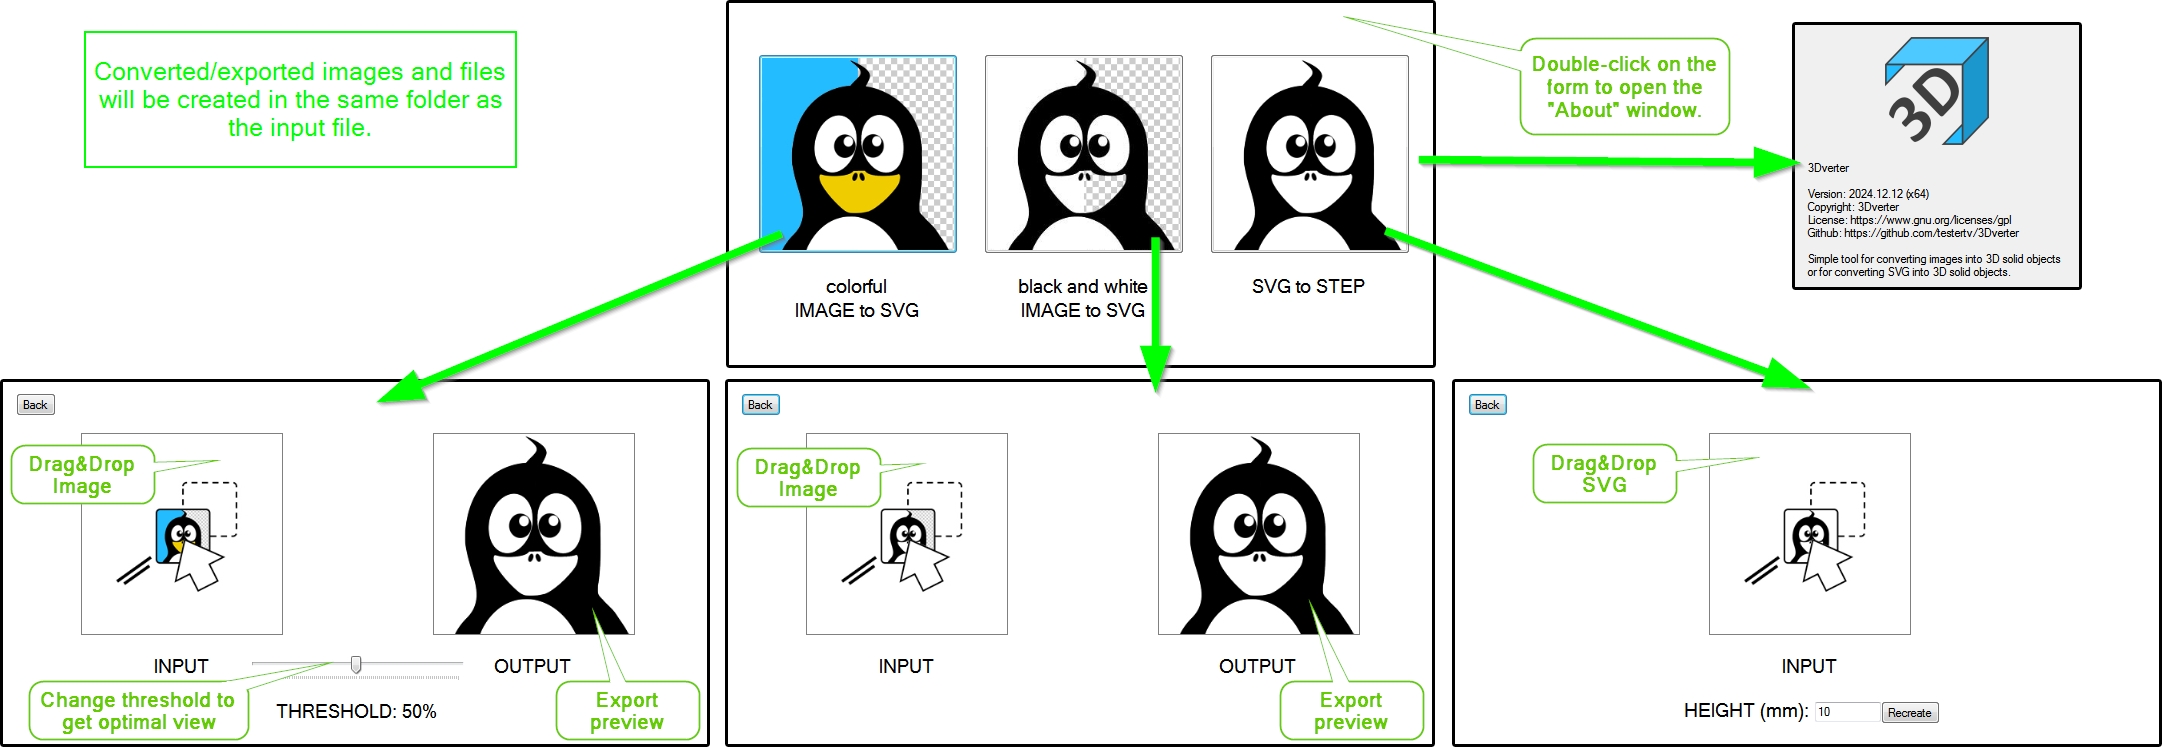 Converted/exported images and files
will be created in the same folder as
the input file.
colorful
IMAGE to SVG
black and white
IMAGE to SVG
SVG to STEP
Double-click on the
form to open the
"About" window.
3D
3Dverter
Version: 2024.12.12 (x64)
Copyright: 3Dverter
License: https://www.gnu.org/licenses/gpl
Github: https://github.com/testertv/3Dverter
Simple tool for converting images into 3D solid objects
or for converting SVG into 3D solid objects.
Back
Drag&Drop
Image
INPUT
OUTPUT
Change threshold to
get optimal view
THRESHOLD: 50%
Export
preview
Back
Drag&Drop
Image
INPUT
OUTPUT
Export
preview
Back
Drag&Drop
SVG
INPUT
HEIGHT (mm): 10 Recreate